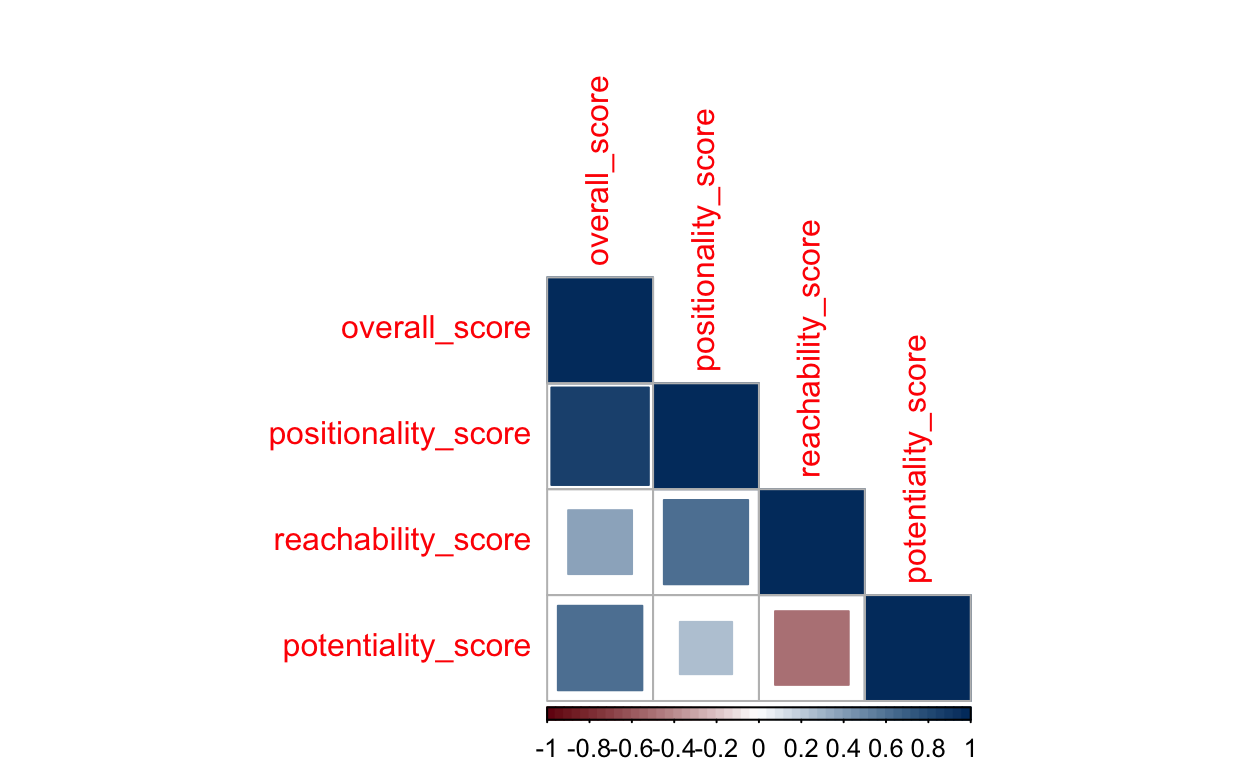 overall_score
positionality_score
reachability_score
potentiality_score
overall_score
positionality_score
reachability_score
potentiality_score
-1 -0.8 -0.6 -0.4 -0.2 0 0.2 0.4 0.6 0.8 1